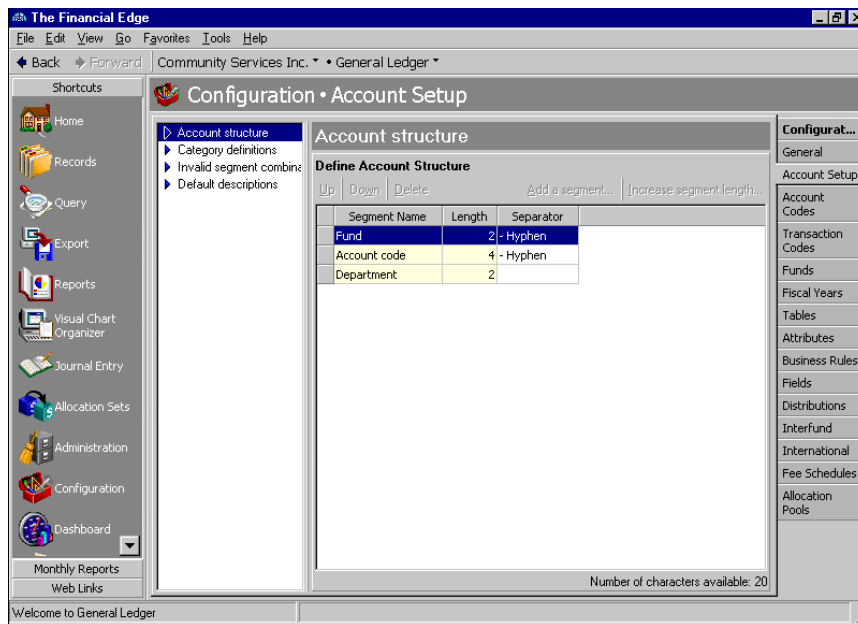 The Financial Edge
File Edit View Go Favorites Tools Help
Back Forward Community Services Inc. • General Ledger
Shortcuts
Home
Records
Query
Export
Reports
Visual Chart
Organizer
Journal Entry
Allocation Sets
Administration
Configuration
Dashboard
Monthly Reports
Web Links
Configuration • Account Setup
Account structure
Category definitions
Invalid segment combina
Default descriptions
Account structure
Define Account Structure
Up Down Delete Add a segment... Increase segment length...
Segment Name Length Separator
Fund 2 - Hyphen
Account code 4 - Hyphen
Department 2
Number of characters available: 20
Configurat...
General
Account Setup
Account
Codes
Transaction
Codes
Funds
Fiscal Years
Tables
Attributes
Business Rules
Fields
Distributions
Interfund
International
Fee Schedules
Allocation
Pools
Welcome to General Ledger